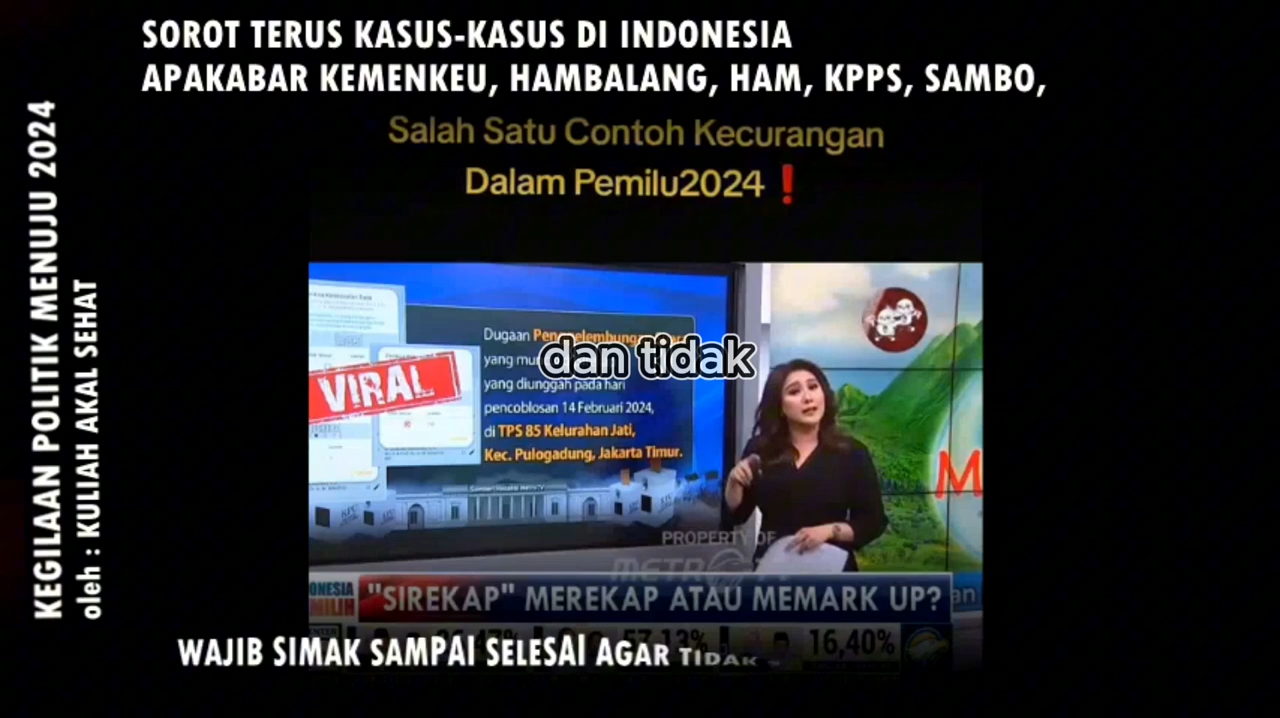 SOROT TERUS KASUS-KASUS DI INDONESIA
APAKABAR KEMENKEU, HAMBALANG, HAM, KPPS, SAMBO,
KEGILAAN POLITIK MENUJU 2024
oleh : KULIAH AKAL SEHAT
Salah Satu Contoh Kecurangan
Dalam Pemilu2024❗
VIRAL
Dugaan
dan tidak
yang
yang diunggah pada hari
pencoblosan 14 Februari 2024,
di TPS 85 Kelurahan Jati,
Kec. Pulogadung, Jakarta Timur.
M
PROPERTY OF
METRO TV
"SIREKAP" MEREKAP ATAU MEMARK UP?
57,13%
16,40%
WAJIB SIMAK SAMPAI SELESAI AGAR TIDAK